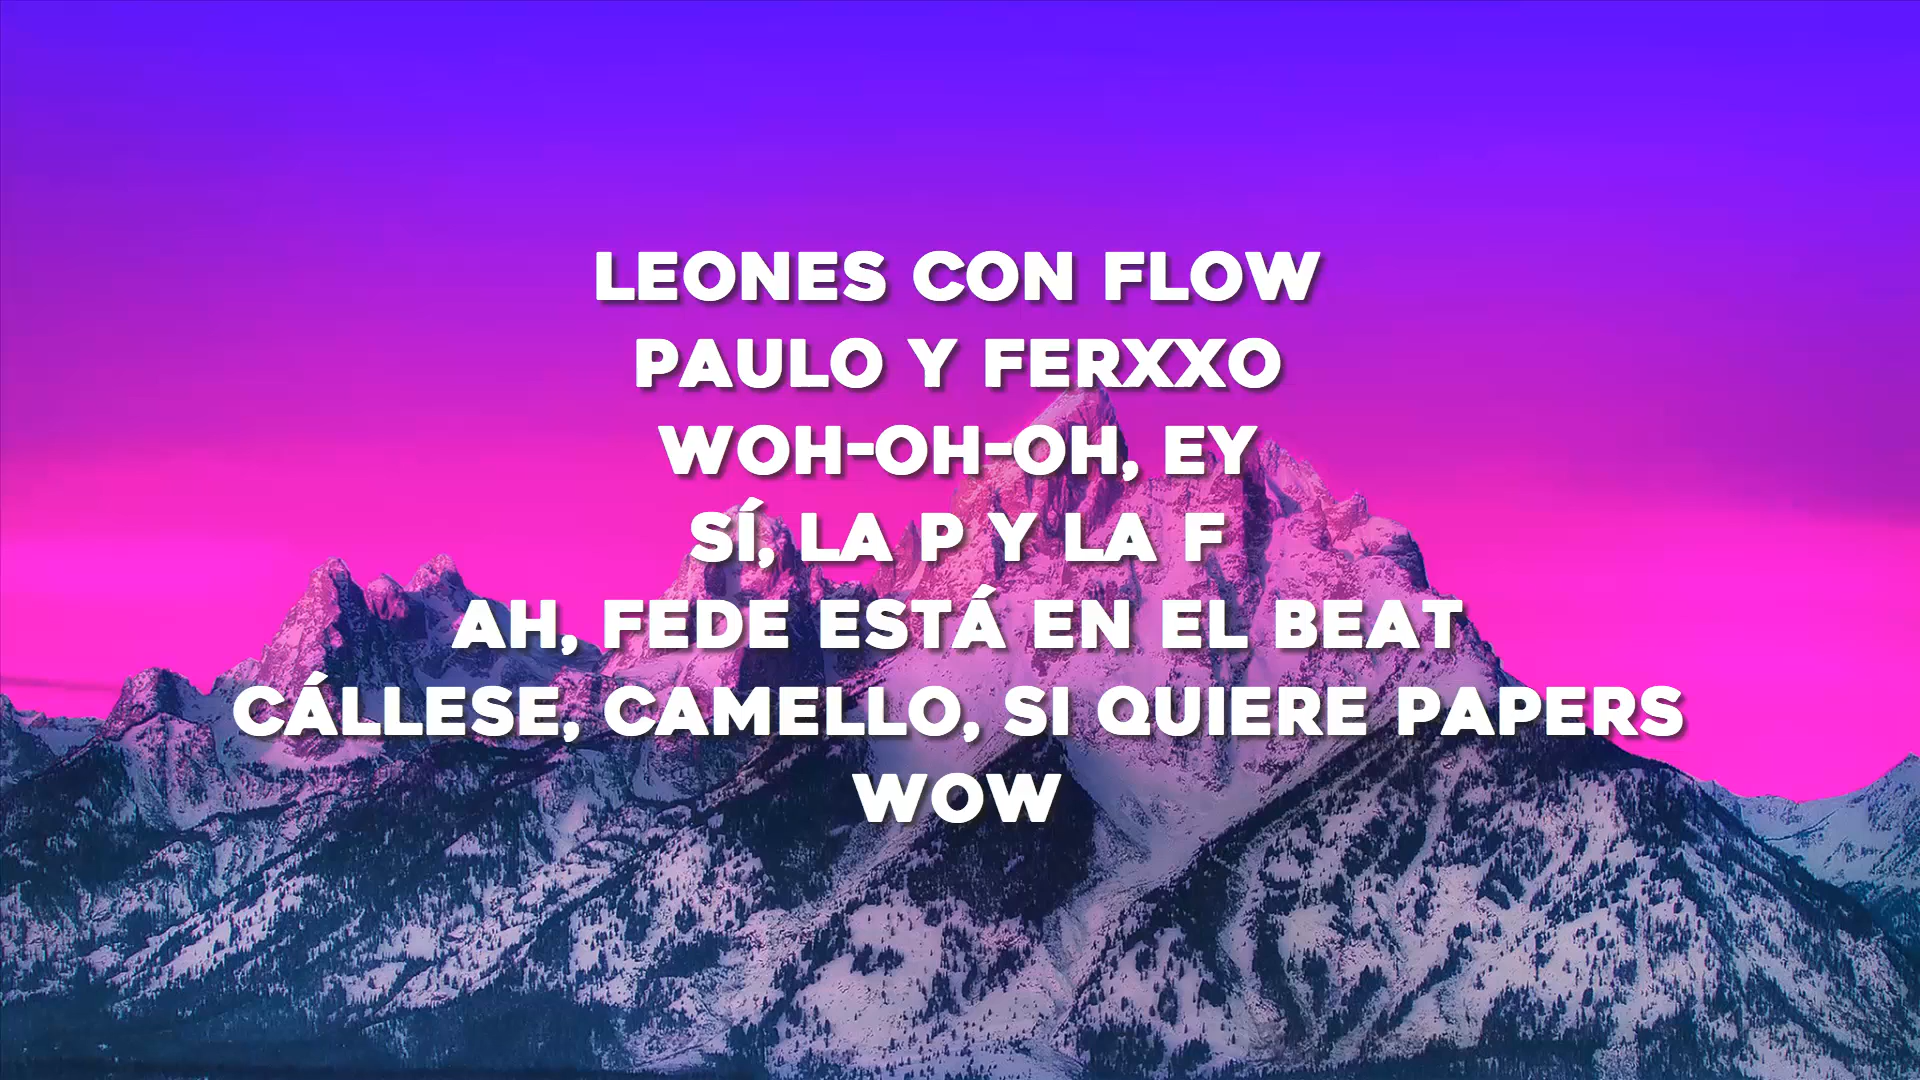 LEONES CON FLOW
PAULO Y FERXXO
WOH-OH-OH, EY
SÍ, LA P Y LA F
AH, FEDE ESTÁ EN EL BEAT
CÁLLESE, CAMELLO, SI QUIERE PAPERS
WOW